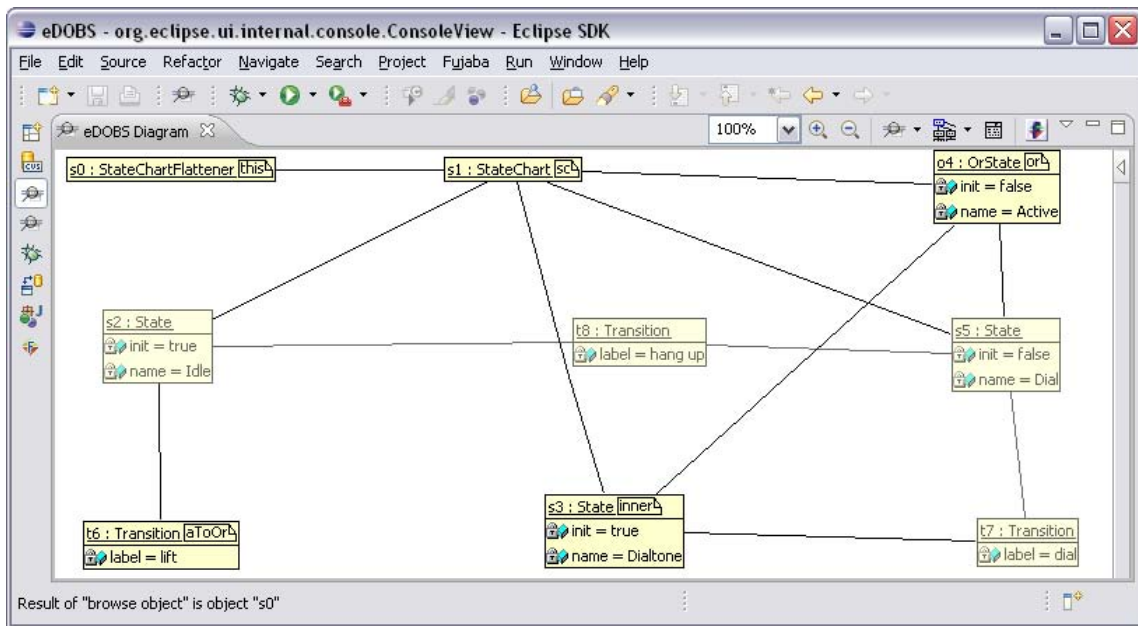 eDOBS - org.eclipse.ui.internal.console.ConsoleView - Eclipse SDK
File Edit Source Refactor Navigate Search Project Fujaba Run Window Help
eDOBS Diagram
100%
CVS
s0 : StateChartFlattener this
s1 : StateChart sc
o4 : OrState or
init = false
name = Active
s2 : State
init = true
name = Idle
t8 : Transition
label = hang up
s5 : State
init = false
name = Dial
t6 : Transition aToOr
label = lift
s3 : State inner
init = true
name = Dialtone
t7 : Transition
label = dial
Result of "browse object" is object "s0"